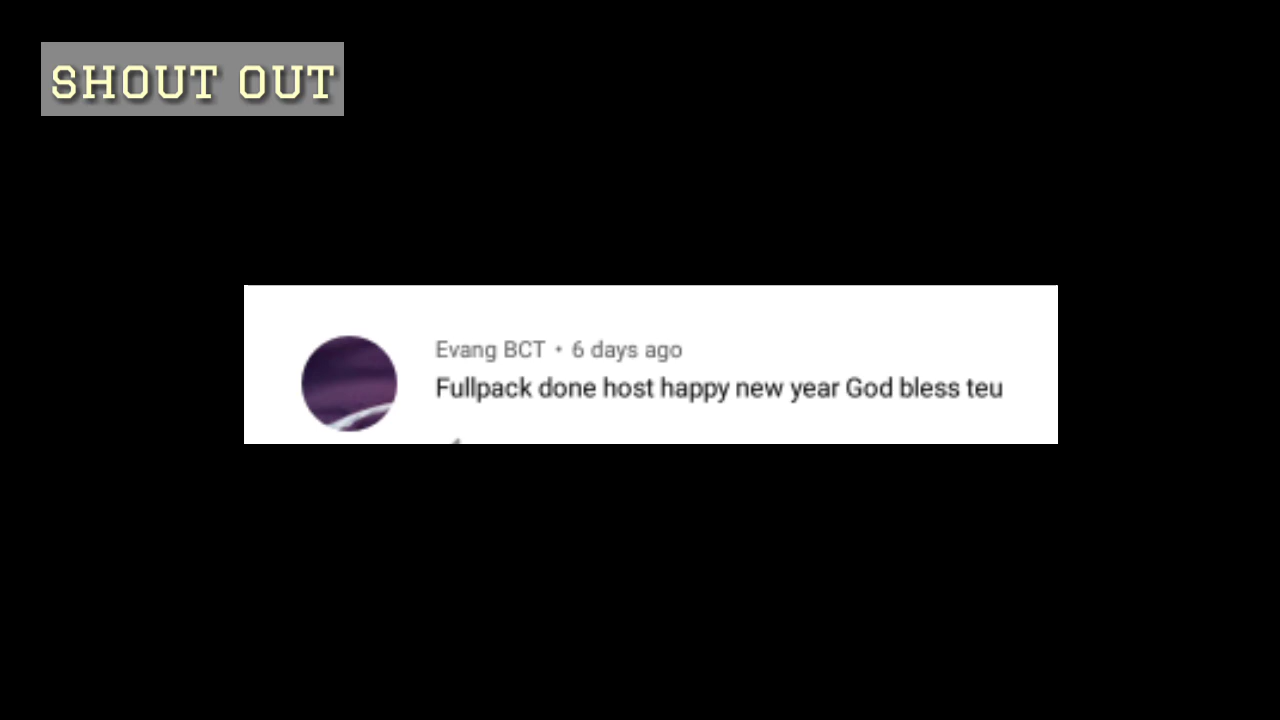 SHOUT OUT
Evang BCT • 6 days ago
Fullpack done host happy new year God bless teu